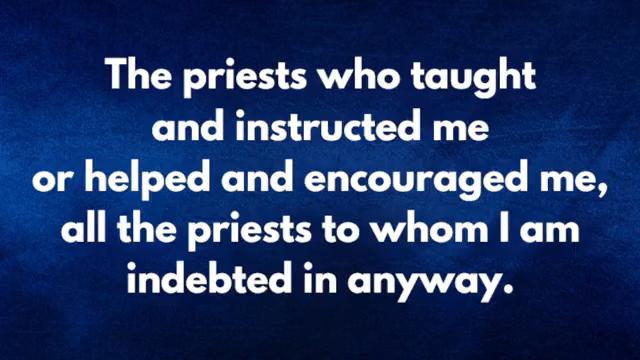 The priests who taught
and instructed me
or helped and encouraged me,
all the priests to whom I am
indebted in anyway.